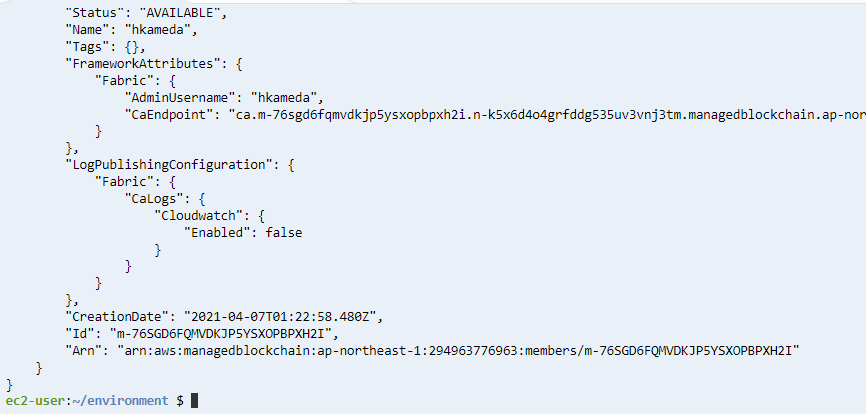 "Status": "AVAILABLE",
"Name": "hkameda",
"Tags": {},
"FrameworkAttributes": {
"Fabric": {
"AdminUsername": "hkameda",
"CaEndpoint": "ca.m-76sgd6fqmvdkjp5ysxopbpxh2i.n-k5x6d4o4grfddg535uv3vnj3tm.managedblockchain.ap-nor
}
},
"LogPublishingConfiguration": {
"Fabric": {
"CaLogs": {
"Cloudwatch": {
"Enabled": false
}
}
}
},
"CreationDate": "2021-04-07T01:22:58.480Z",
"Id": "m-76SGD6FQMVDKJP5YSXOPBPXH2I",
"Arn": "arn:aws:managedblockchain:ap-northeast-1:294963776963:members/m-76SGD6FQMVDKJP5YSXOPBPXH2I"
}
}
ec2-user:~/environment $